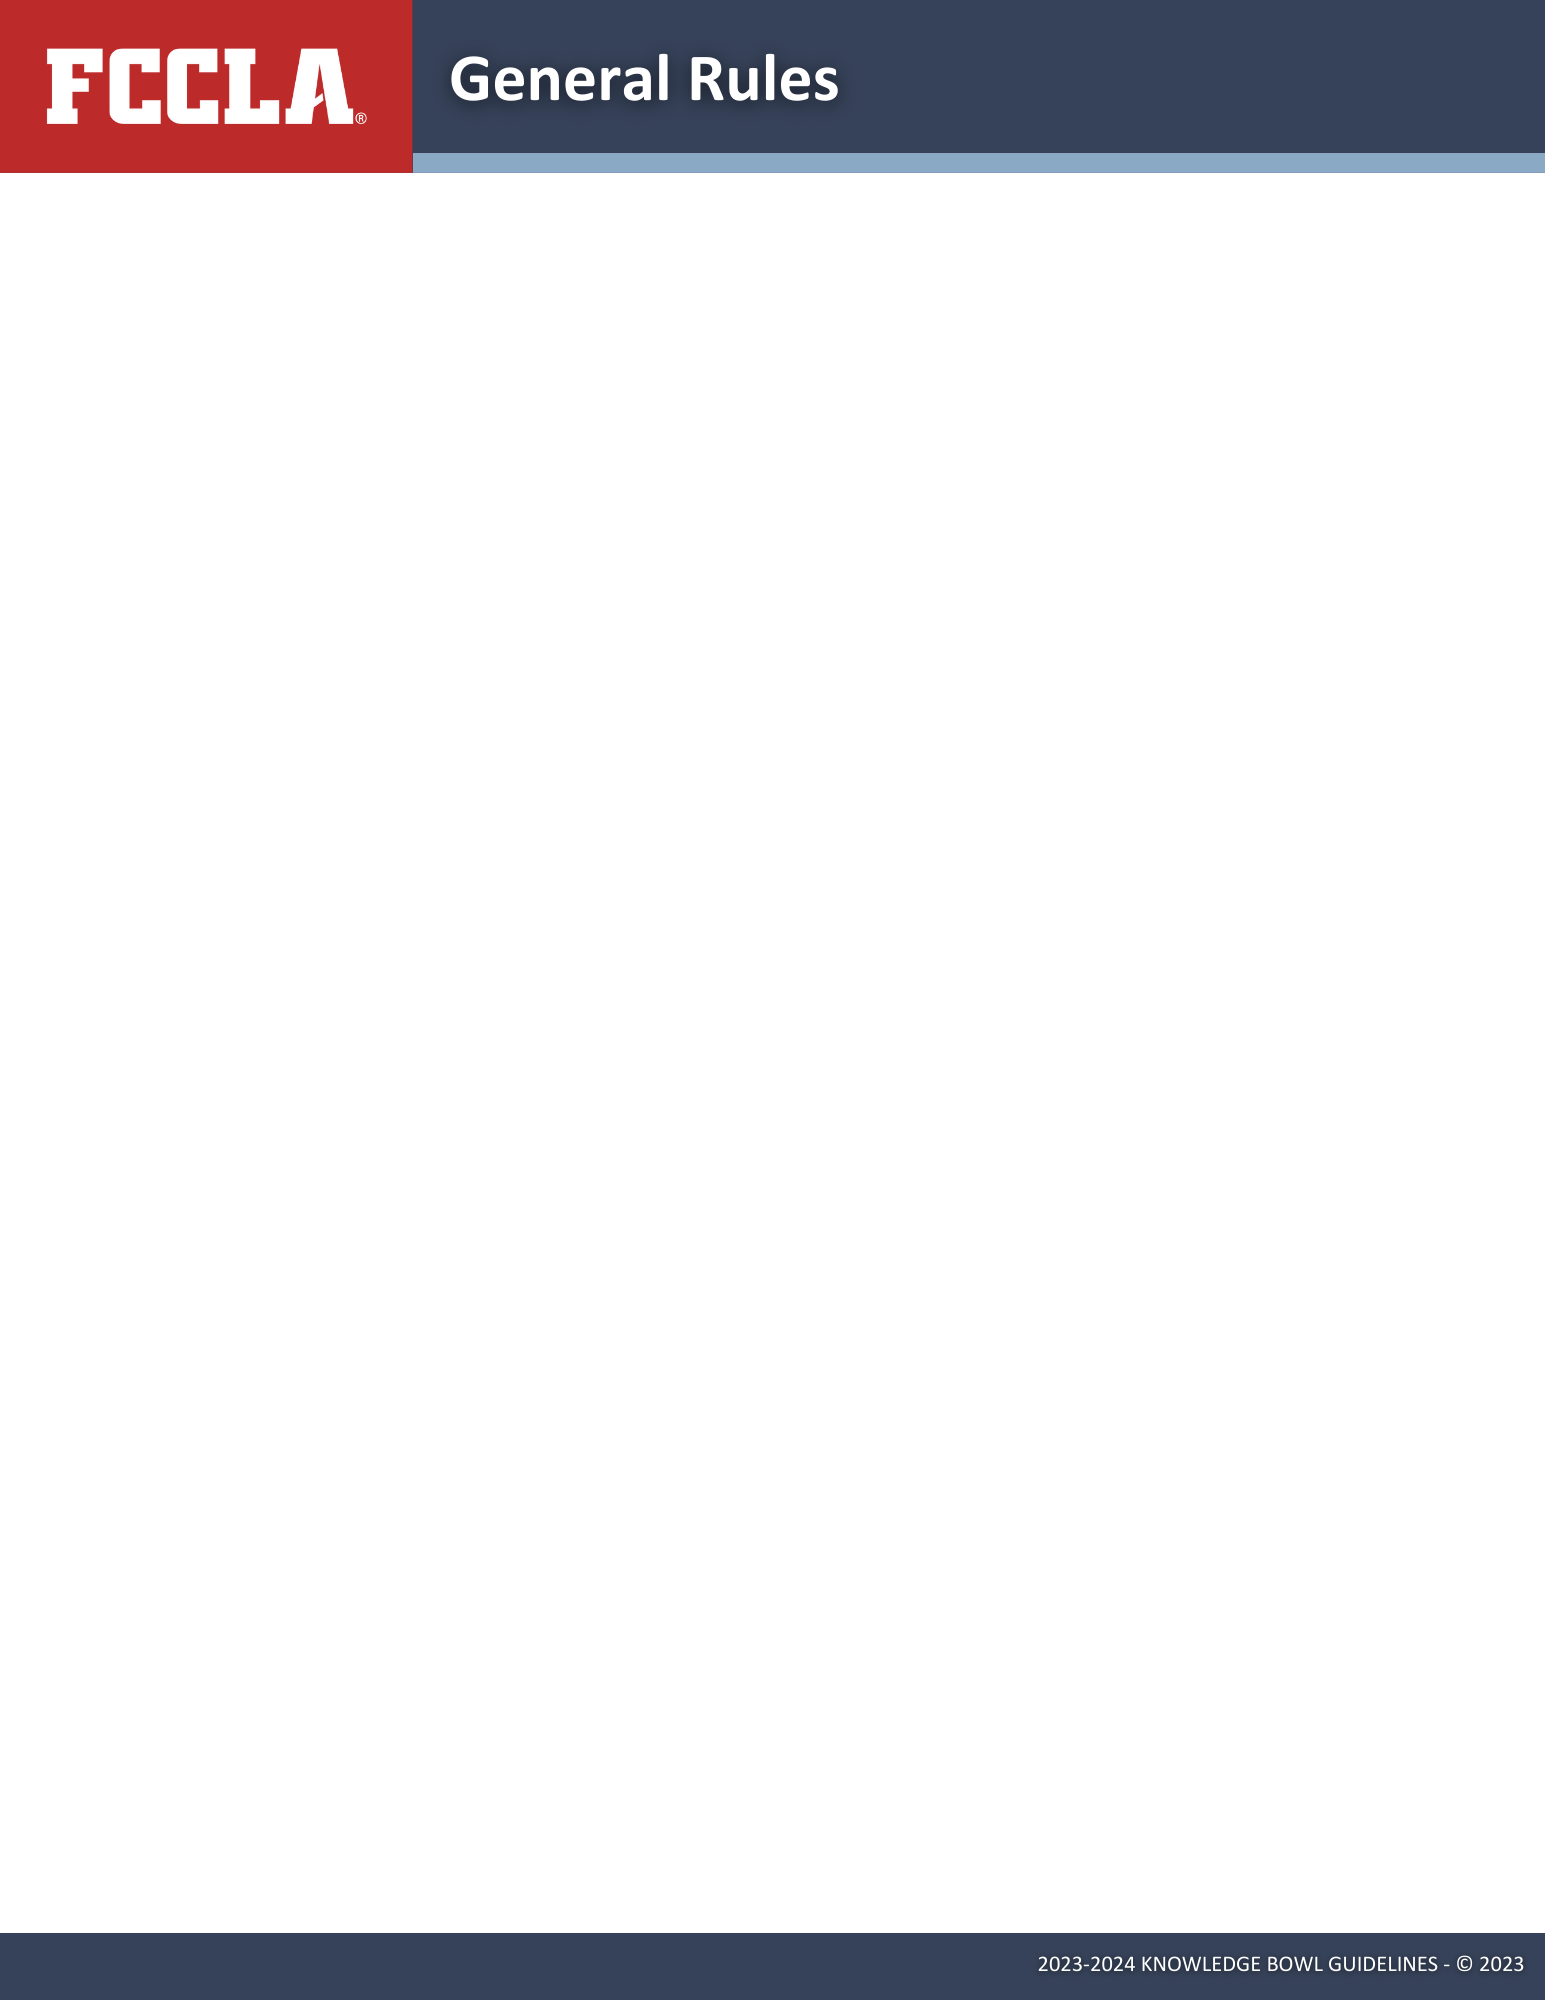 FCCLA®
General Rules
2023-2024 KNOWLEDGE BOWL GUIDELINES - © 2023